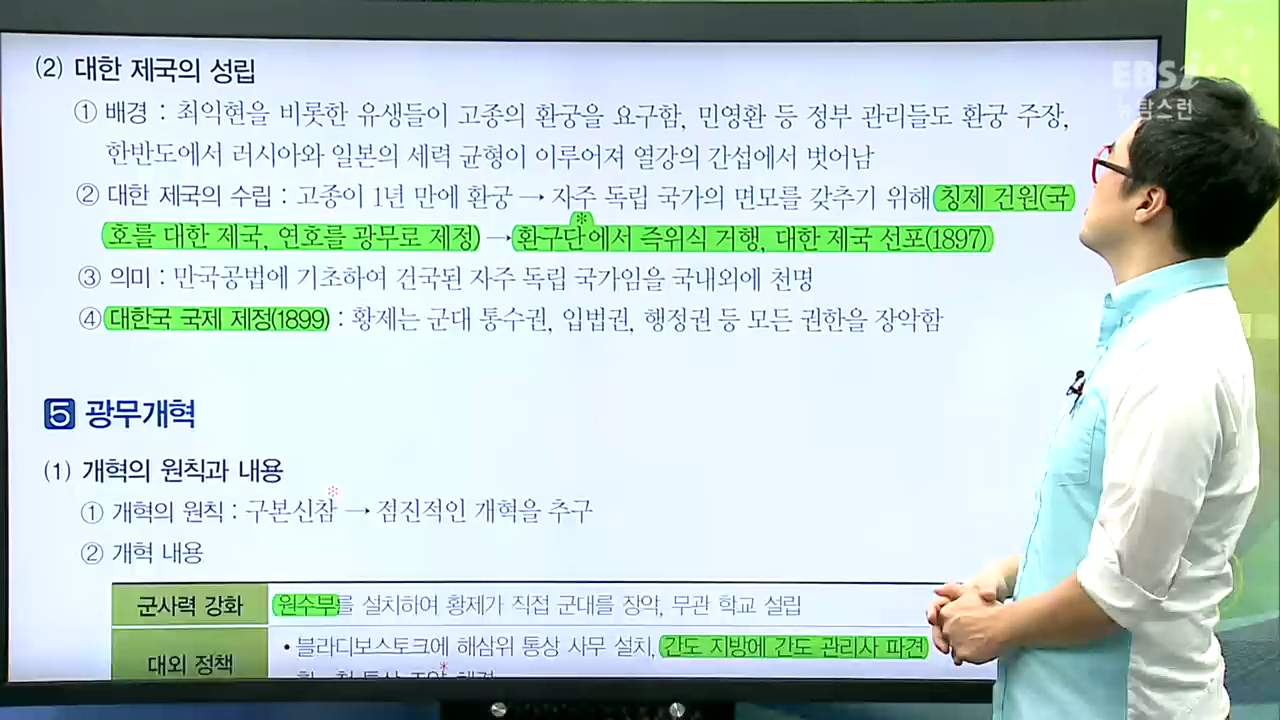 (2) 대한 제국의 성립
① 배경 : 최익현을 비롯한 유생들이 고종의 환궁을 요구함, 민영환 등 정부 관리들도 환궁 주장,
한반도에서 러시아와 일본의 세력 균형이 이루어져 열강의 간섭에서 벗어남
② 대한 제국의 수립 : 고종이 1년 만에 환궁 → 자주 독립 국가의 면모를 갖추기 위해 칭제 건원(국
호를 대한 제국, 연호를 광무로 제정) → 환구단*에서 즉위식 거행, 대한 제국 선포(1897)
③ 의미 : 만국공법에 기초하여 건국된 자주 독립 국가임을 국내외에 천명
④ 대한국 국제 제정(1899) : 황제는 군대 통수권, 입법권, 행정권 등 모든 권한을 장악함
5 광무개혁
(1) 개혁의 원칙과 내용
① 개혁의 원칙 : 구본신참* → 점진적인 개혁을 추구
② 개혁 내용
군사력 강화 원수부를 설치하여 황제가 직접 군대를 장악, 무관 학교 설립
대외 정책 • 블라디보스토크에 해삼위 통상 사무 설치, 간도 지방에 간도 관리사 파견
EBSi
뉴탐스런